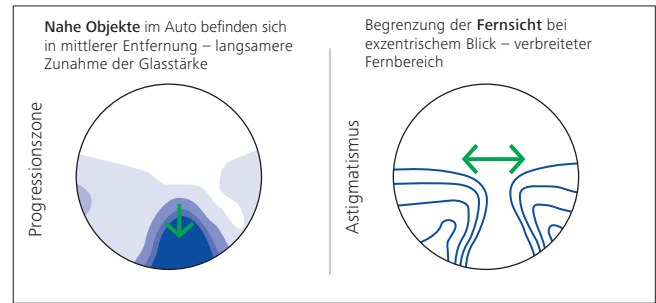 Nahe Objekte im Auto befinden sich
in mittlerer Entfernung – langsamere
Zunahme der Glasstärke
Begrenzung der Fernsicht bei
exzentrischem Blick – verbreiteter
Fernbereich
Progressionszone
Astigmatismus